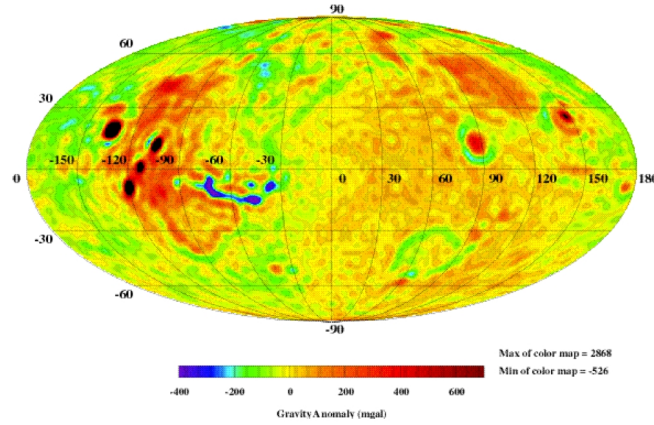 90
60
30
-150 -120 -90 -60 -30
0 0 30 60 90 120 150 180
-30
-60
-90
Max of color map = 2868
Min of color map = -526
-400 -200 0 200 400 600
Gravity Anomaly (mgal)